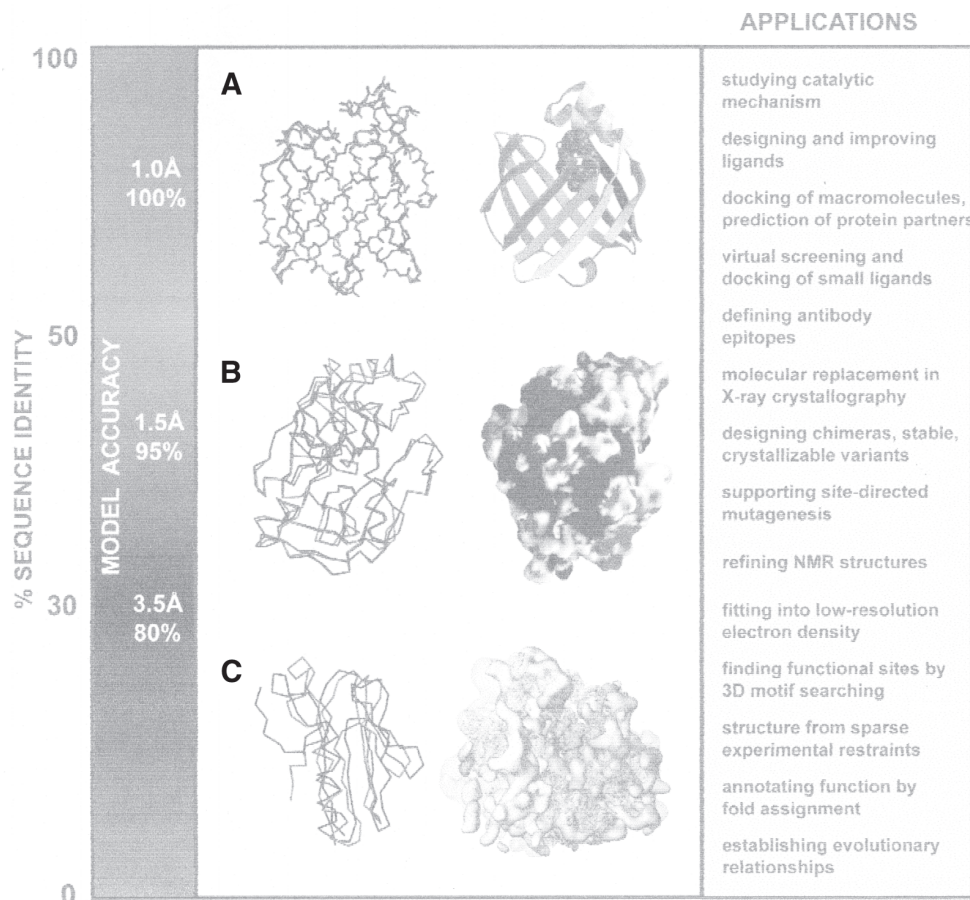 APPLICATIONS
100
A
studying catalytic
mechanism
designing and improving
ligands
1.0Å
100%
docking of macromolecules,
prediction of protein partners
virtual screening and
docking of small ligands
defining antibody
epitopes
50
% SEQUENCE IDENTITY
MODEL ACCURACY
B
molecular replacement in
X-ray crystallography
1.5Å
95%
designing chimeras, stable,
crystallizable variants
supporting site-directed
mutagenesis
refining NMR structures
30
3.5Å
80%
fitting into low-resolution
electron density
C
finding functional sites by
3D motif searching
structure from sparse
experimental restraints
annotating function by
fold assignment
establishing evolutionary
relationships
0